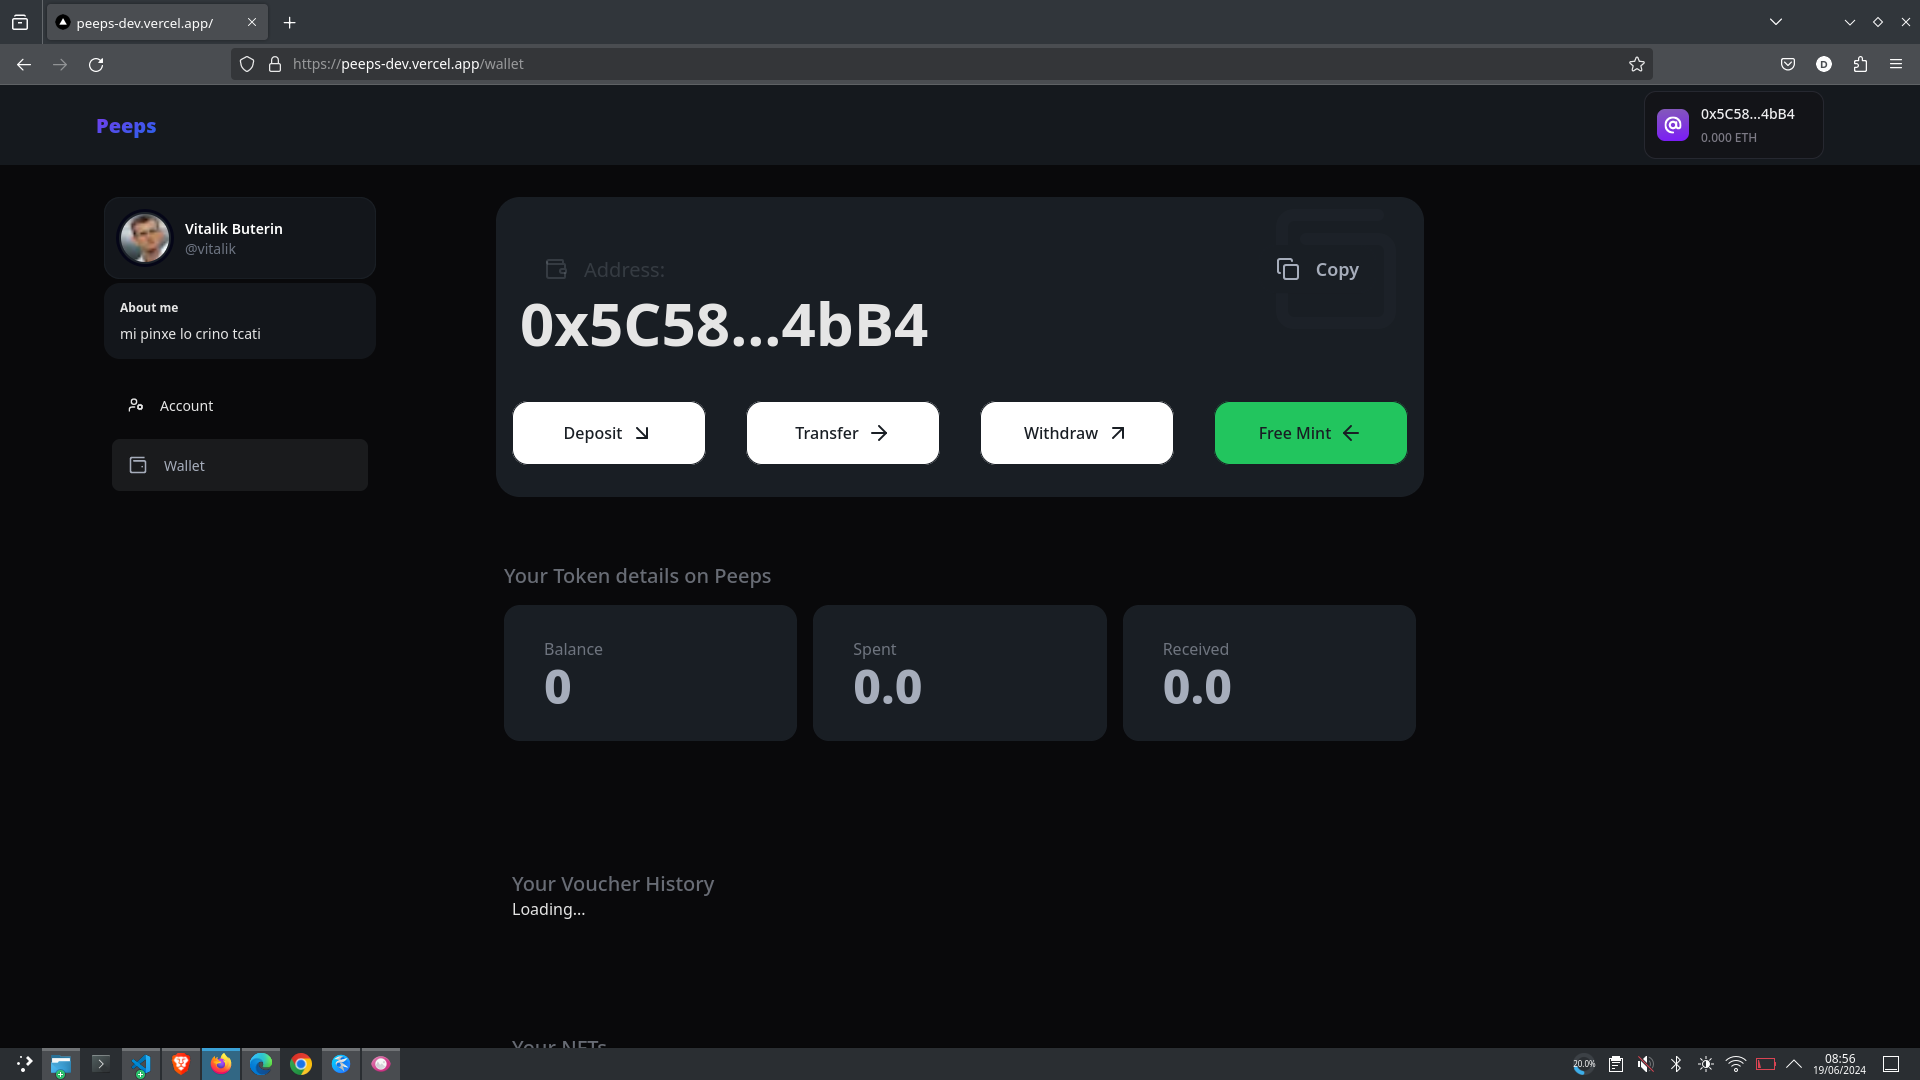 peeps-dev.vercel.app/
https://peeps-dev.vercel.app/wallet
Peeps
0x5C58...4bB4
0.000 ETH
Vitalik Buterin
@vitalik
About me
mi pinxe lo crino tcati
Account
Wallet
Address:
Copy
0x5C58...4bB4
Deposit
Transfer
Withdraw
Free Mint
Your Token details on Peeps
Balance
0
Spent
0.0
Received
0.0
Your Voucher History
Loading...
Your NFTs
20.0%
08:56
19/06/2024